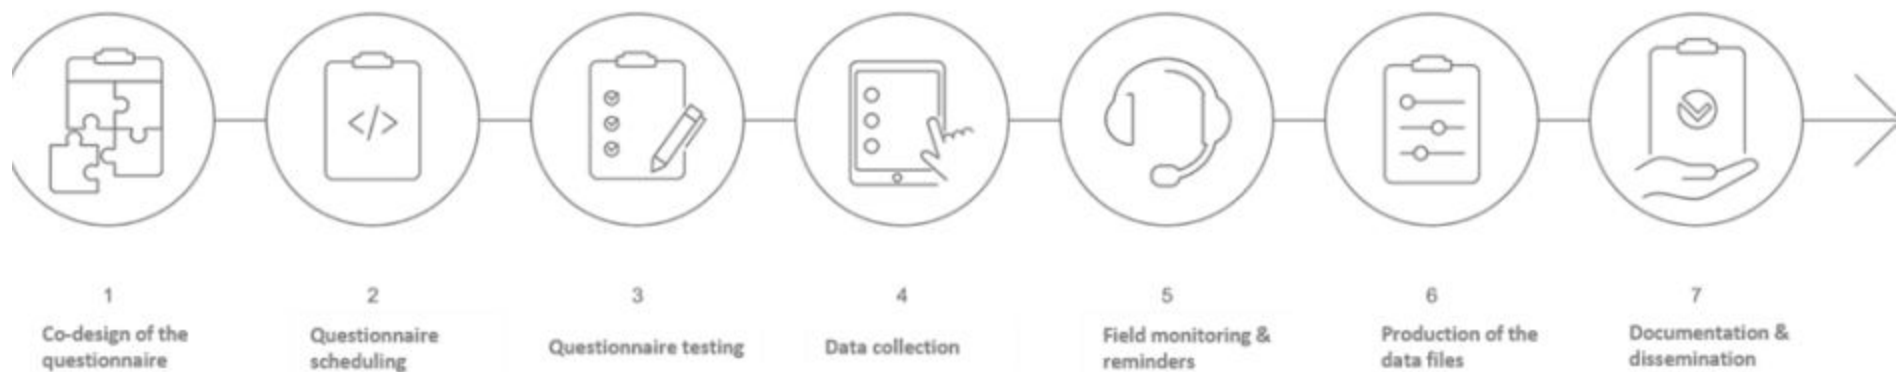 1
Co-design of the
questionnaire
2
Questionnaire
scheduling
3
Questionnaire testing
4
Data collection
5
Field monitoring &
reminders
6
Production of the
data files
7
Documentation &
dissemination